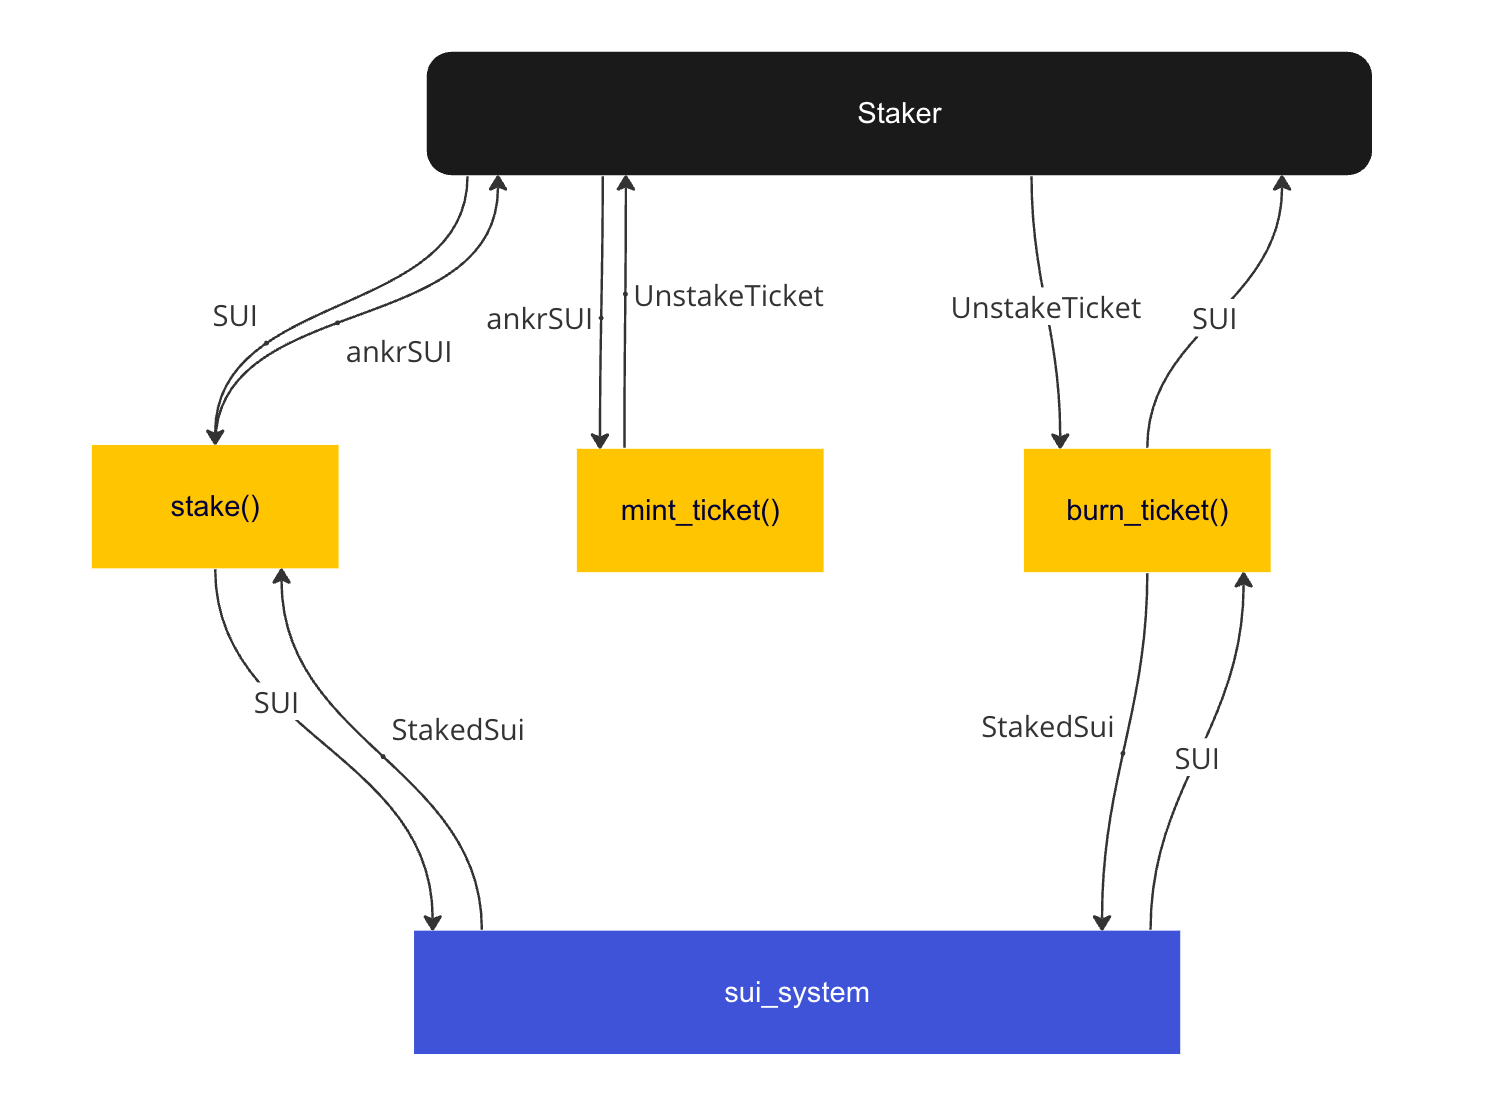 Staker
SUI
ankrSUI
ankrSUI
UnstakeTicket
UnstakeTicket
SUI
stake()
mint_ticket()
burn_ticket()
SUI
StakedSui
StakedSui
SUI
sui_system